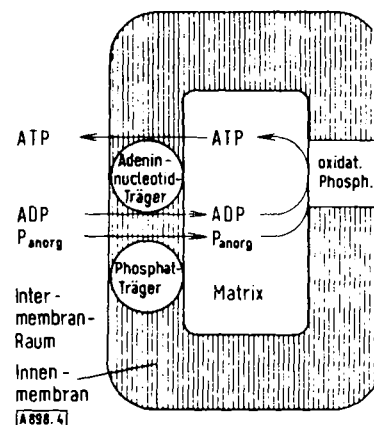 ATP
ATP
Adenin-
nucleotid-
Träger
oxidat.
Phosph.
ADP
ADP
Panorg
Panorg
Phosphat-
Träger
Matrix
Inter-
membran-
Raum
Innen-
membran
A 898.4